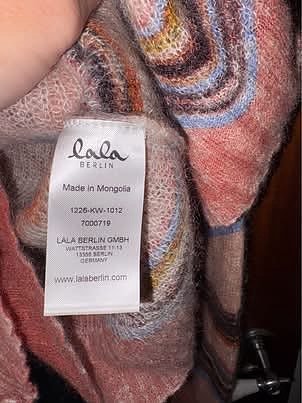 lala
BERLIN
Made in Mongolia
1226-KW-1012
7000719
LALA BERLIN GMBH
WATTSTRASSE 11-13
13355 BERLIN
GERMANY
www.lalaberlin.com